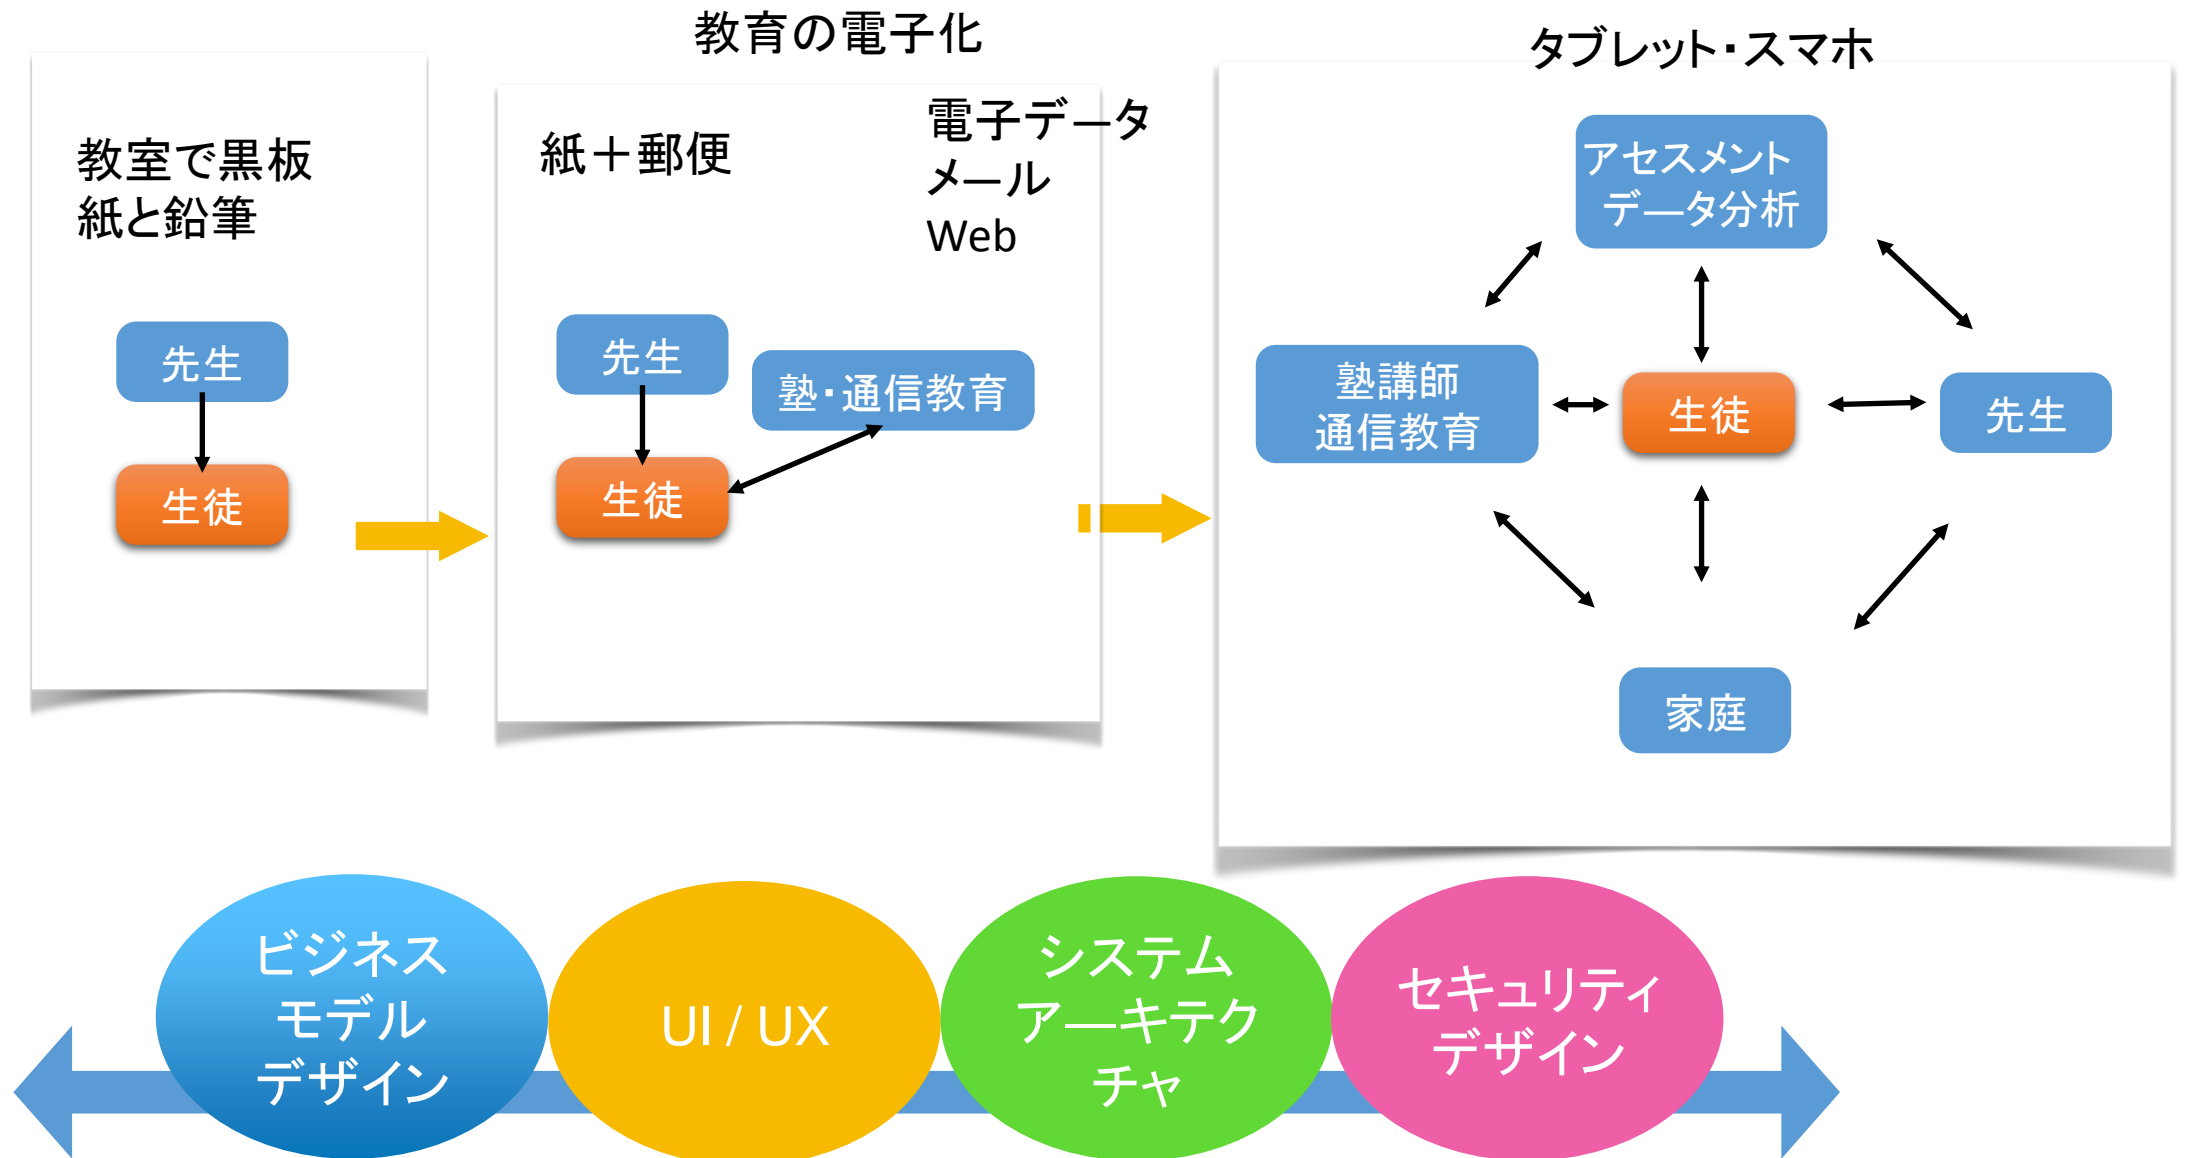 教育の電子化
タブレット・スマホ
教室で黒板
紙と鉛筆
先生
生徒
紙＋郵便
電子データ
メール
Web
先生
塾・通信教育
生徒
アセスメント
データ分析
塾講師
通信教育
生徒
先生
家庭
ビジネス
モデル
デザイン
UI / UX
システム
アーキテク
チャ
セキュリティ
デザイン